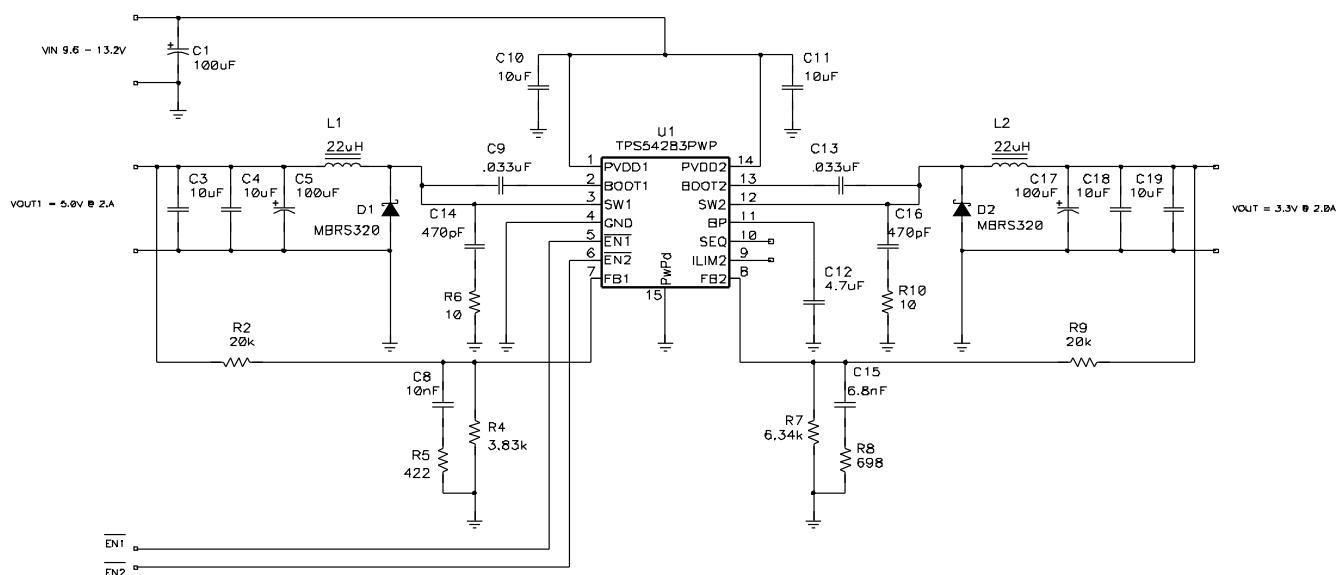 VIN 9.6 - 13.2V
C1
100uF
C10
10uF
C11
10uF
U1
TPS54283PWP
L1
22uH
L2
22uH
C9
.033uF
C13
.033uF
1
PVDD1
PVDD2
14
2
BOOT1
BOOT2
13
3
SW1
SW2
12
4
GND
BP
11
5
EN1
SEQ
10
6
EN2
ILIM2
9
7
FB1
FB2
8
PwPd
15
C3
10uF
C4
10uF
C5
100uF
D1
MBRS320
C14
470pF
C16
470pF
D2
MBRS320
C17
100uF
C18
10uF
C19
10uF
VOUT1 = 5.0V @ 2.A
VOUT = 3.3V @ 2.0A
R6
10
C12
4.7uF
R10
10
R2
20k
R9
20k
C8
10nF
C15
6.8nF
R4
3.83k
R5
422
R7
6.34k
R8
698
EN1
EN2